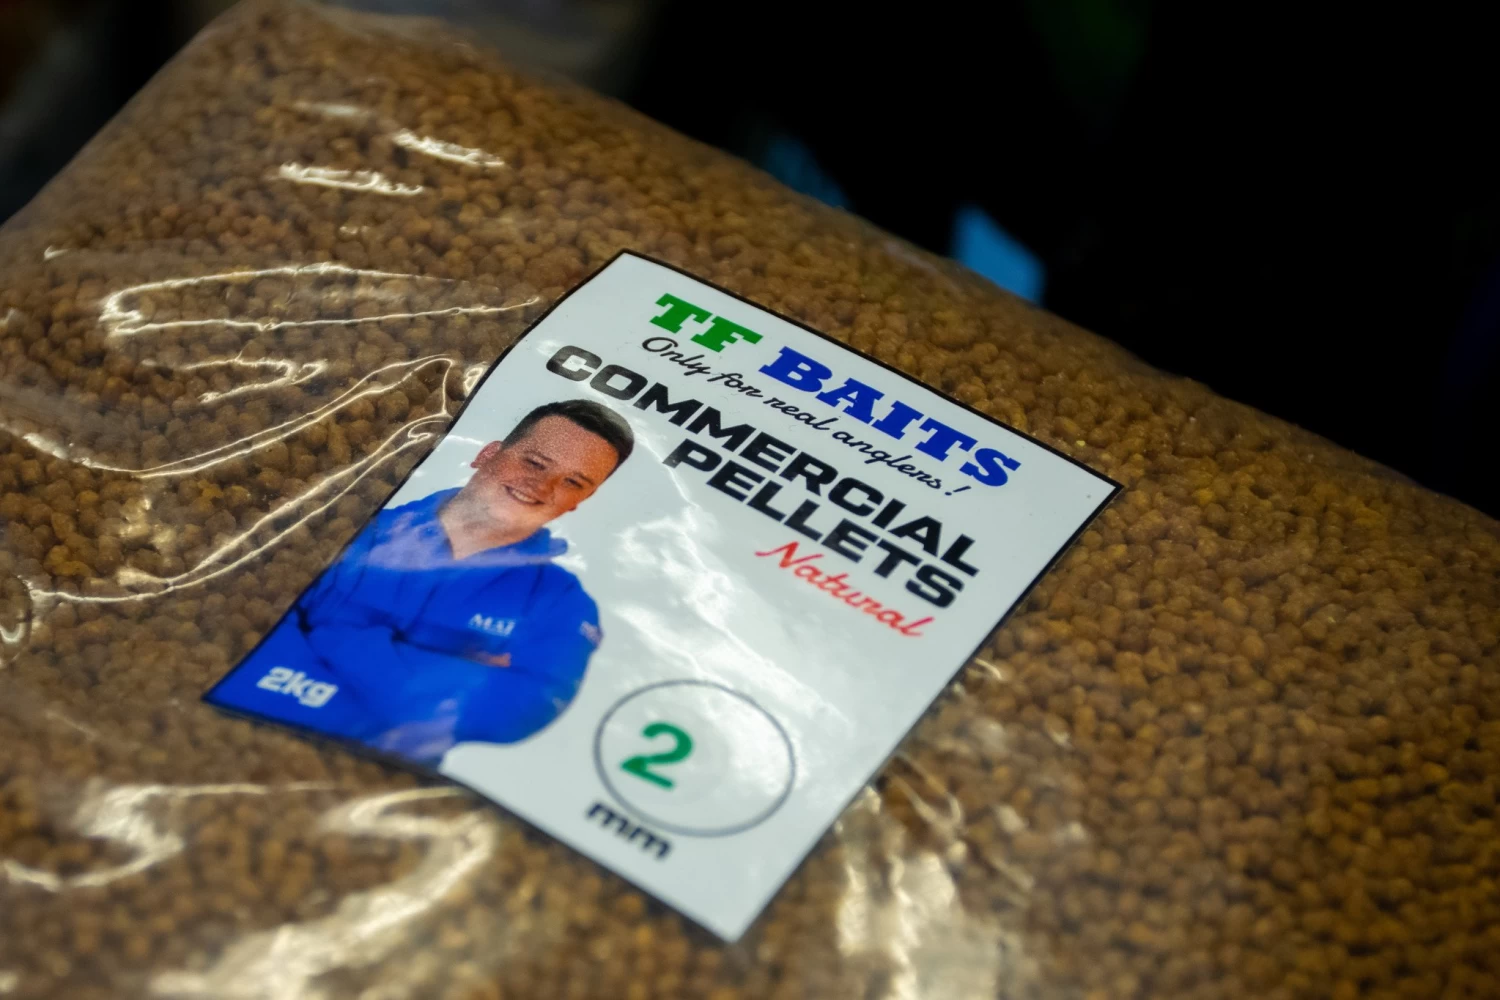 TF BAITS
Only for real anglers!
COMMERCIAL
PELLETS
Natural
2kg
2
mm